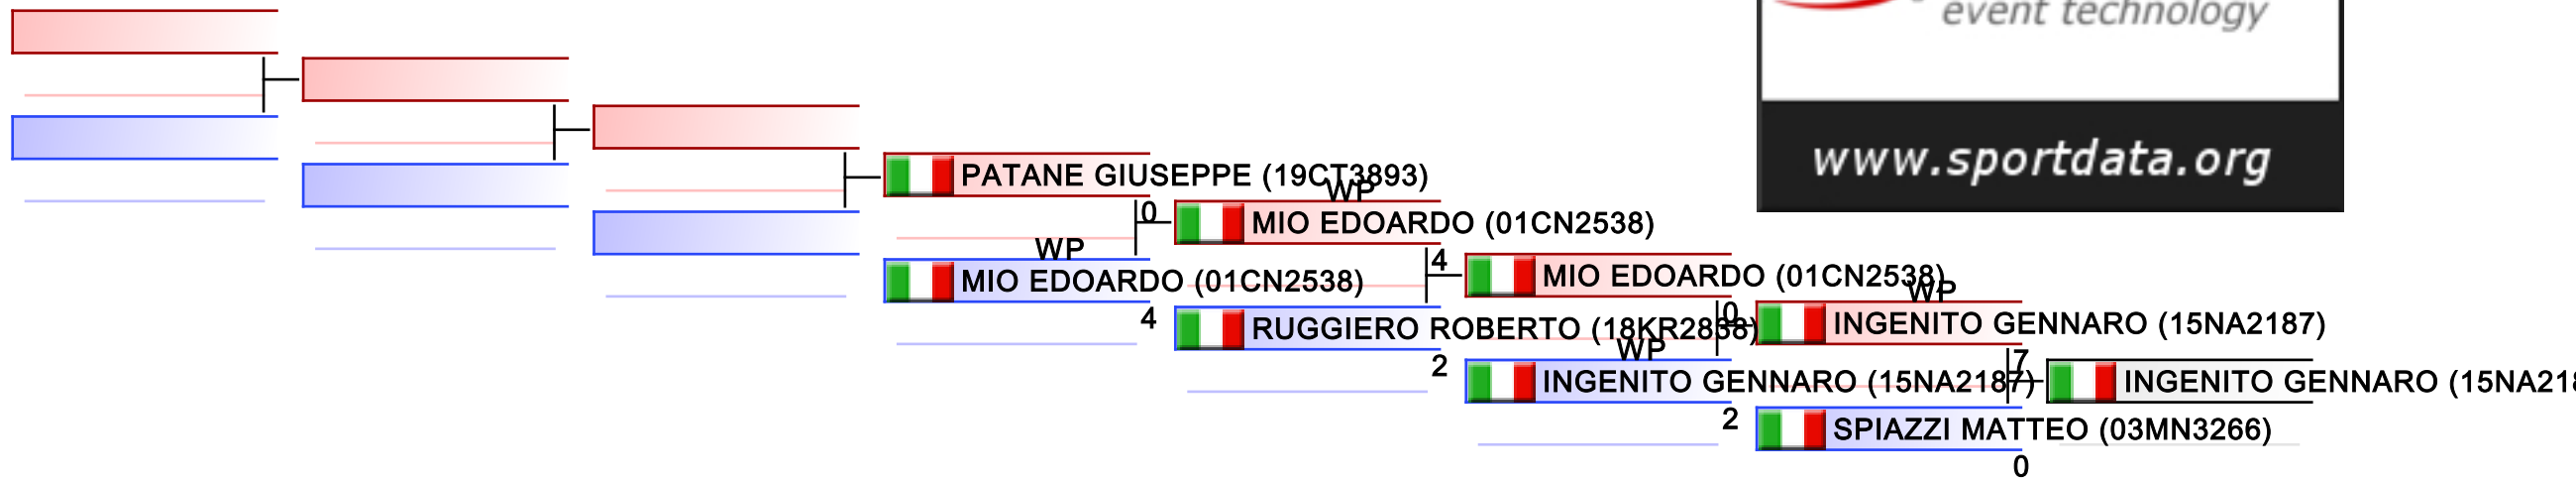 event technology
www.sportdata.org
PATANE GIUSEPPE (19CT3893)
WP
0
MIO EDOARDO (01CN2538)
WP
MIO EDOARDO (01CN2538)
4
4
MIO EDOARDO (01CN2538)
WP
RUGGIERO ROBERTO (18KR2838)
2
0
INGENITO GENNARO (15NA2187)
WP
INGENITO GENNARO (15NA2187)
2
7
INGENITO GENNARO (15NA218
SPIAZZI MATTEO (03MN3266)
0